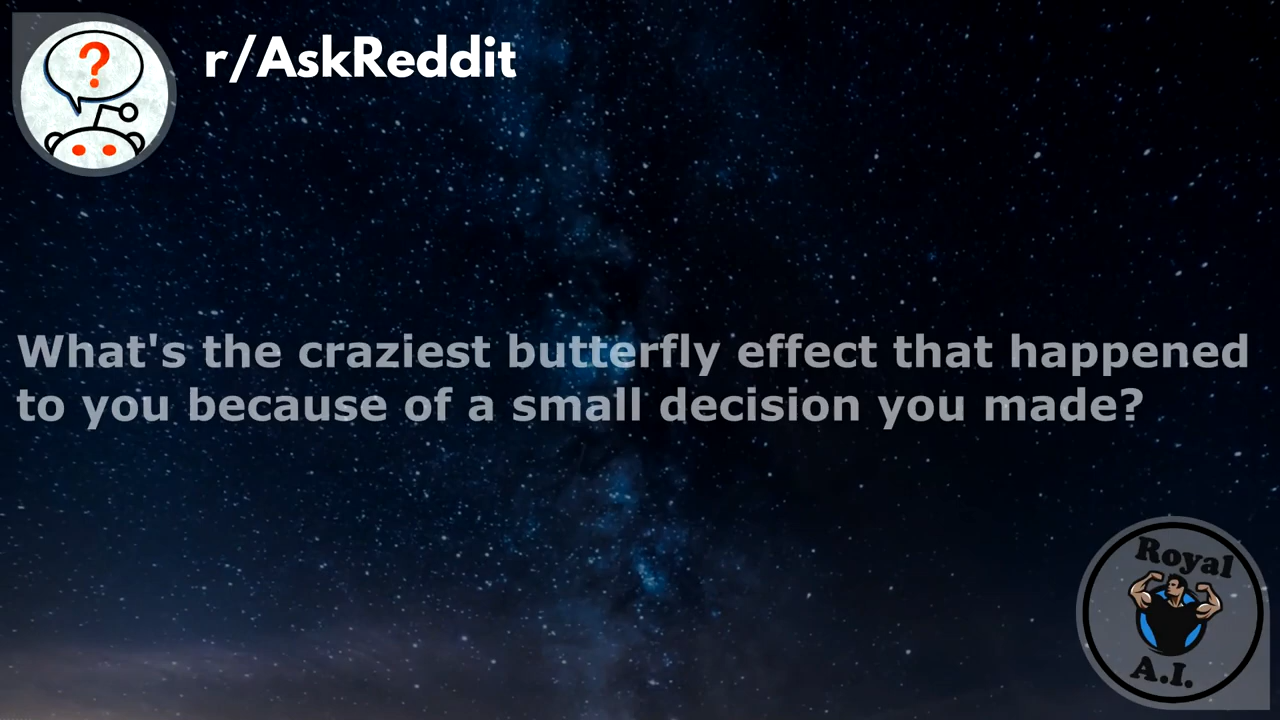 r/AskReddit
?
What's the craziest butterfly effect that happened
to you because of a small decision you made?
Royal
A.I.